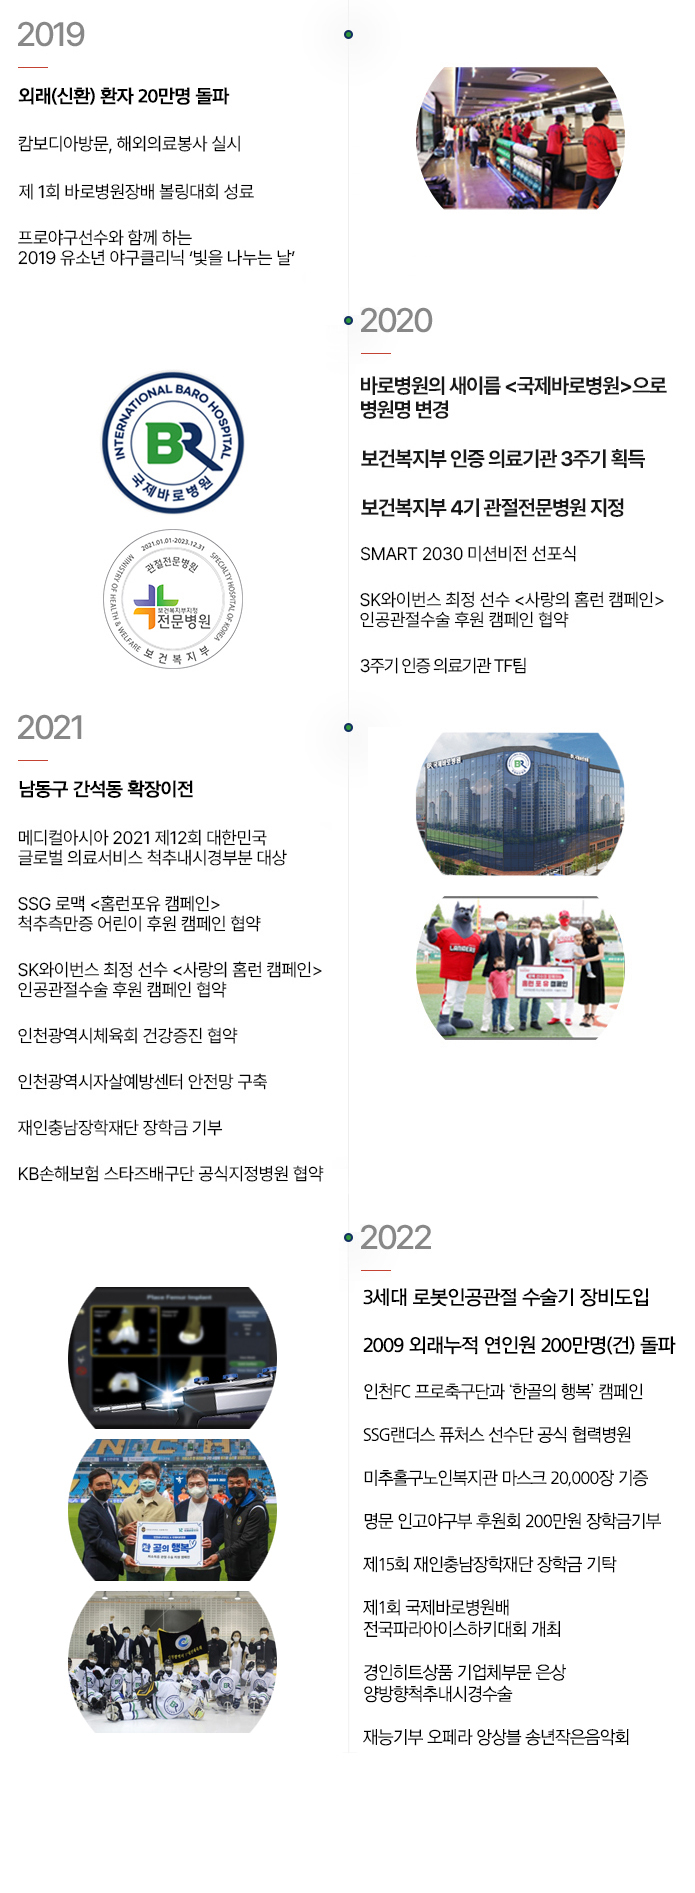 2019
외래(신환) 환자 20만명 돌파
캄보디아방문, 해외의료봉사 실시
제 1회 바로병원장배 볼링대회 성료
프로야구선수와 함께 하는
2019 유소년 야구클리닉 ‘빛을 나누는 날’
2020
INTERNATIONAL BARO HOSPITAL
BR
국제바로병원
2021.01.01-2023.12.31
관절전문병원
MINISTRY OF HEALTH & WELFARE
SPECIALTY HOSPITAL OF KOREA
보건복지부지정
전문병원
보건복지부
바로병원의 새이름 <국제바로병원>으로
병원명 변경
보건복지부 인증 의료기관 3주기 획득
보건복지부 4기 관절전문병원 지정
SMART 2030 미션비전 선포식
SK와이번스 최정 선수 <사랑의 홈런 캠페인>
인공관절수술 후원 캠페인 협약
3주기 인증 의료기관 TF팀
2021
남동구 간석동 확장이전
메디컬아시아 2021 제12회 대한민국
글로벌 의료서비스 척추내시경부분 대상
SSG 로맥 <홈런포유 캠페인>
척추측만증 어린이 후원 캠페인 협약
SK와이번스 최정 선수 <사랑의 홈런 캠페인>
인공관절수술 후원 캠페인 협약
인천광역시체육회 건강증진 협약
인천광역시자살예방센터 안전망 구축
재인충남장학재단 장학금 기부
KB손해보험 스타즈배구단 공식지정병원 협약
BR 국제바로병원
BR
LANDERS
홈런 포 유 캠페인
2022
Place Femur Implant
한 골의 행복
3세대 로봇인공관절 수술기 장비도입
2009 외래누적 연인원 200만명(건) 돌파
인천FC 프로축구단과 ‘한골의 행복’ 캠페인
SSG랜더스 퓨처스 선수단 공식 협력병원
미추홀구노인복지관 마스크 20,000장 기증
명문 인고야구부 후원회 200만원 장학금기부
제15회 재인충남장학재단 장학금 기탁
제1회 국제바로병원배
전국파라아이스하키대회 개최
경인히트상품 기업체부문 은상
양방향척추내시경수술
재능기부 오페라 앙상블 송년작은음악회